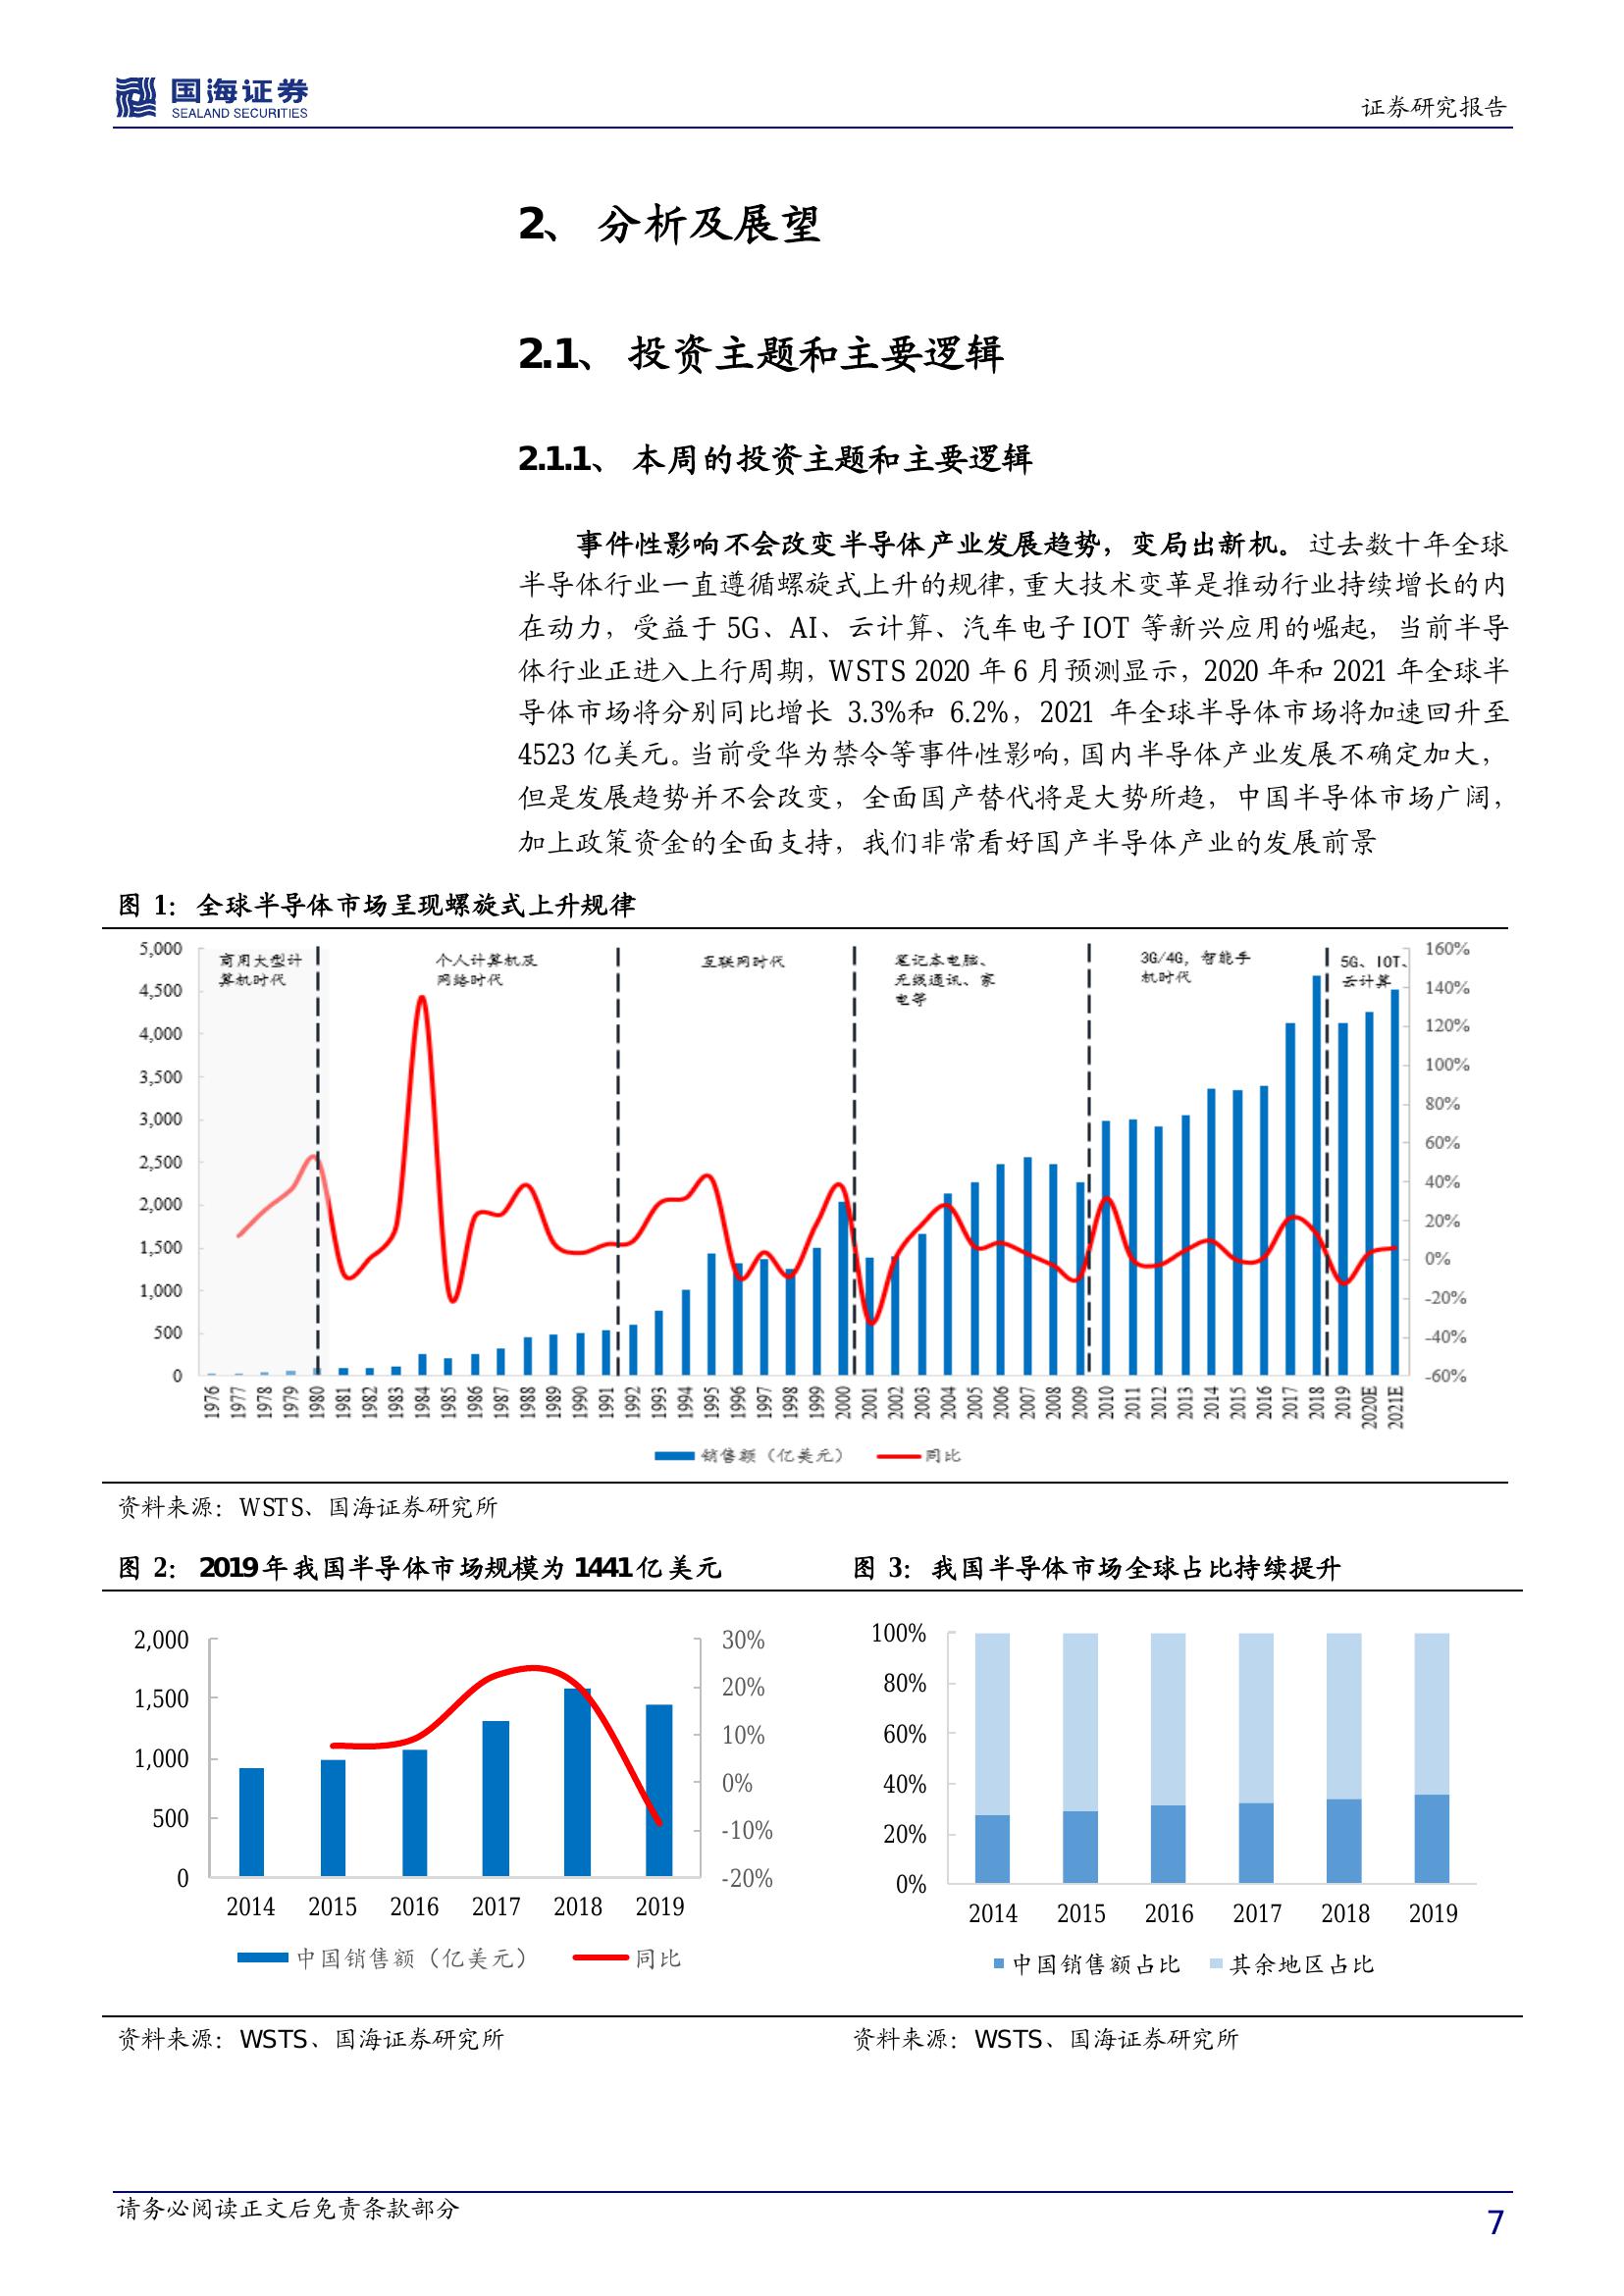 国海证券
SEALAND SECURITIES
证券研究报告
2、 分析及展望
2.1、 投资主题和主要逻辑
2.1.1、 本周的投资主题和主要逻辑
事件性影响不会改变半导体产业发展趋势，变局出新机。过去数十年全球
半导体行业一直遵循螺旋式上升的规律，重大技术变革是推动行业持续增长的内
在动力，受益于 5G、AI、云计算、汽车电子 IOT 等新兴应用的崛起，当前半导
体行业正进入上行周期，WSTS 2020 年 6 月预测显示，2020 年和 2021 年全球半
导体市场将分别同比增长 3.3%和 6.2%，2021 年全球半导体市场将加速回升至
4523 亿美元。当前受华为禁令等事件性影响，国内半导体产业发展不确定加大，
但是发展趋势并不会改变，全面国产替代将是大势所趋，中国半导体市场广阔，
加上政策资金的全面支持，我们非常看好国产半导体产业的发展前景
图 1：全球半导体市场呈现螺旋式上升规律
商用大型计
算机时代
个人计算机及
网络时代
互联网时代
笔记本电脑、
无线通讯、家
电等
3G/4G，智能手
机时代
5G、IOT、
云计算
5,000
4,500
4,000
3,500
3,000
2,500
2,000
1,500
1,000
500
0
160%
140%
120%
100%
80%
60%
40%
20%
0%
-20%
-40%
-60%
1976 1977 1978 1979 1980 1981 1982 1983 1984 1985 1986 1987 1988 1989 1990 1991 1992 1993 1994 1995 1996 1997 1998 1999 2000 2001 2002 2003 2004 2005 2006 2007 2008 2009 2010 2011 2012 2013 2014 2015 2016 2017 2018 2019 2020E 2021E
销售额（亿美元） 同比
资料来源：WSTS、国海证券研究所
图 2： 2019年我国半导体市场规模为 1441亿美元
2,000
1,500
1,000
500
0
30%
20%
10%
0%
-10%
-20%
2014 2015 2016 2017 2018 2019
中国销售额（亿美元） 同比
资料来源：WSTS、国海证券研究所
图 3：我国半导体市场全球占比持续提升
100%
80%
60%
40%
20%
0%
2014 2015 2016 2017 2018 2019
中国销售额占比 其余地区占比
资料来源：WSTS、国海证券研究所
请务必阅读正文后免责条款部分
7